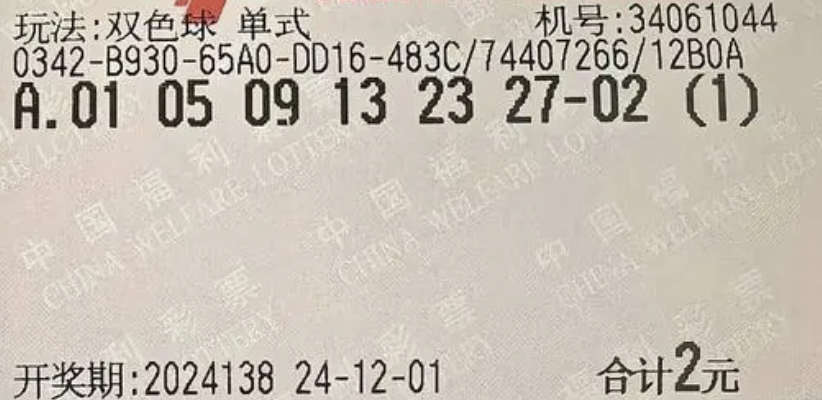 玩法:双色球 单式 机号:34061044
0342-B930-65A0-DD16-483C/74407266/12B0A
A.01 05 09 13 23 27-02 (1)
中国福利彩票
CHINA WELFARE LOTTERY
开奖期:2024138 24-12-01 合计2元